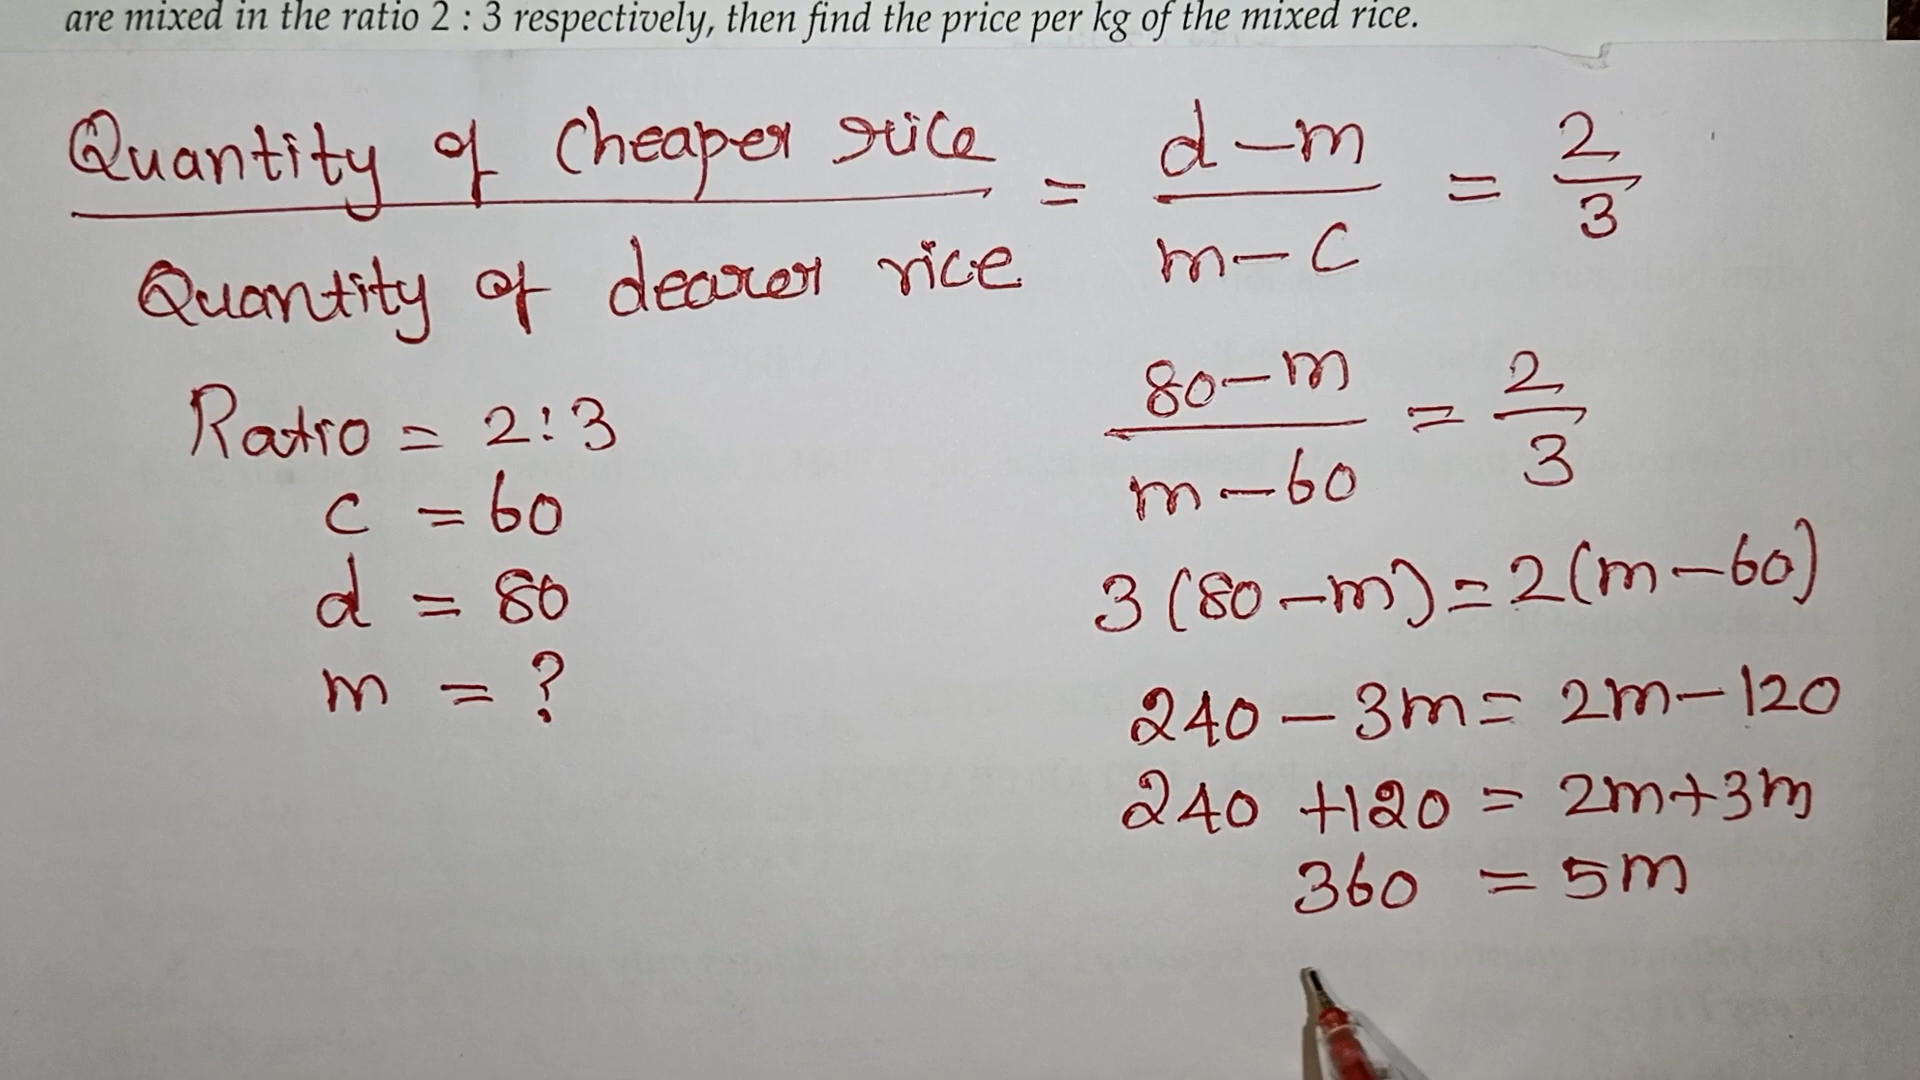 are mixed in the ratio 2 : 3 respectively, then find the price per kg of the mixed rice.
Quantity of cheaper rice / Quantity of dearer rice = d – m / m – c = 2 / 3
Ratio = 2 : 3
c = 60
d = 80
m = ?
80 – m / m – 60 = 2 / 3
3 (80 – m) = 2 (m – 60)
240 – 3m = 2m – 120
240 + 120 = 2m + 3m
360 = 5m